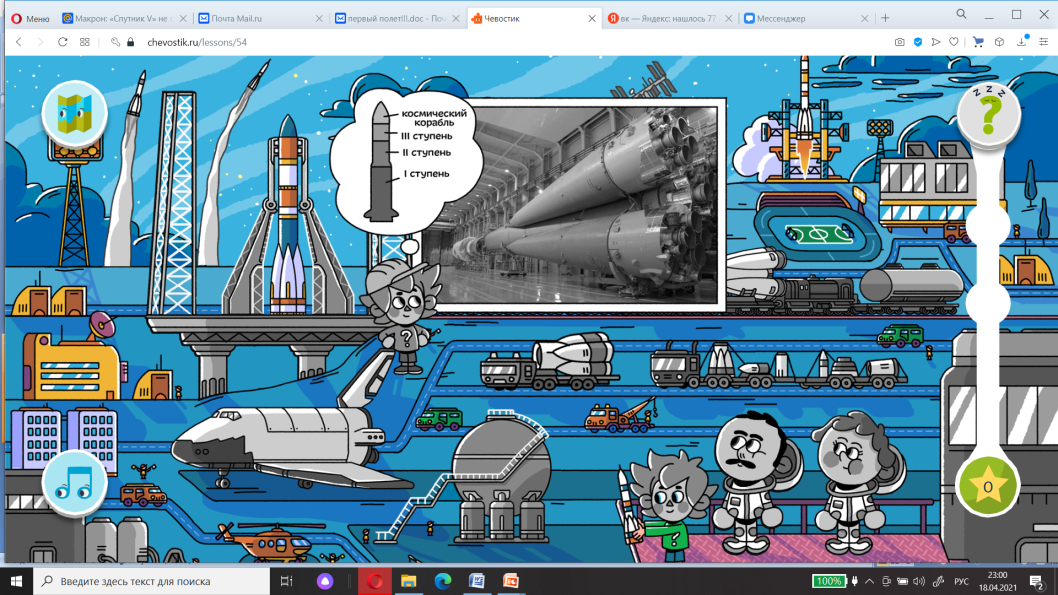 Меню
Макрон: «Спутник V» не
Почта Mail.ru
первый полет!!!.doc - Поч
Чевостик
вк — Яндекс: нашлось 77
Мессенджер
chevostik.ru/lessons/54
космический
корабль
III ступень
II ступень
I ступень
z z z
?
?
?
0
Введите здесь текст для поиска
100%
РУС
23:00
18.04.2021
2